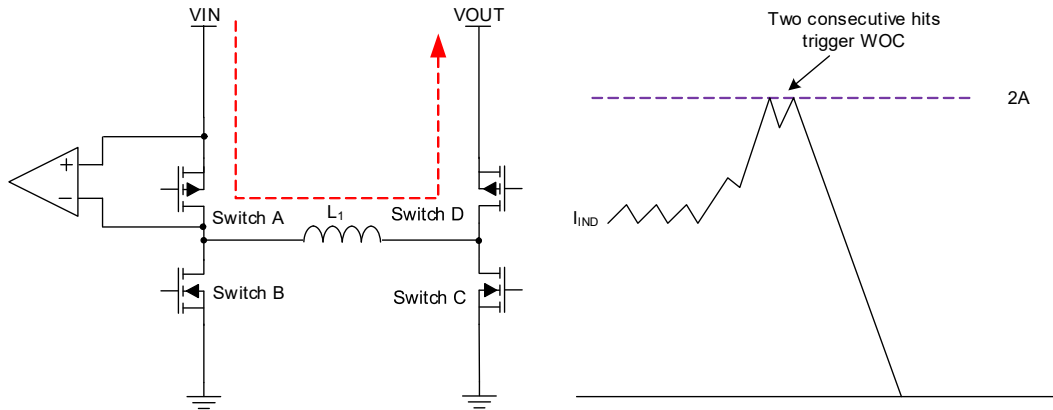 VIN
VOUT
+
−
Switch A
Switch D
L1
Switch B
Switch C
Two consecutive hits
trigger WOC
2A
IIND